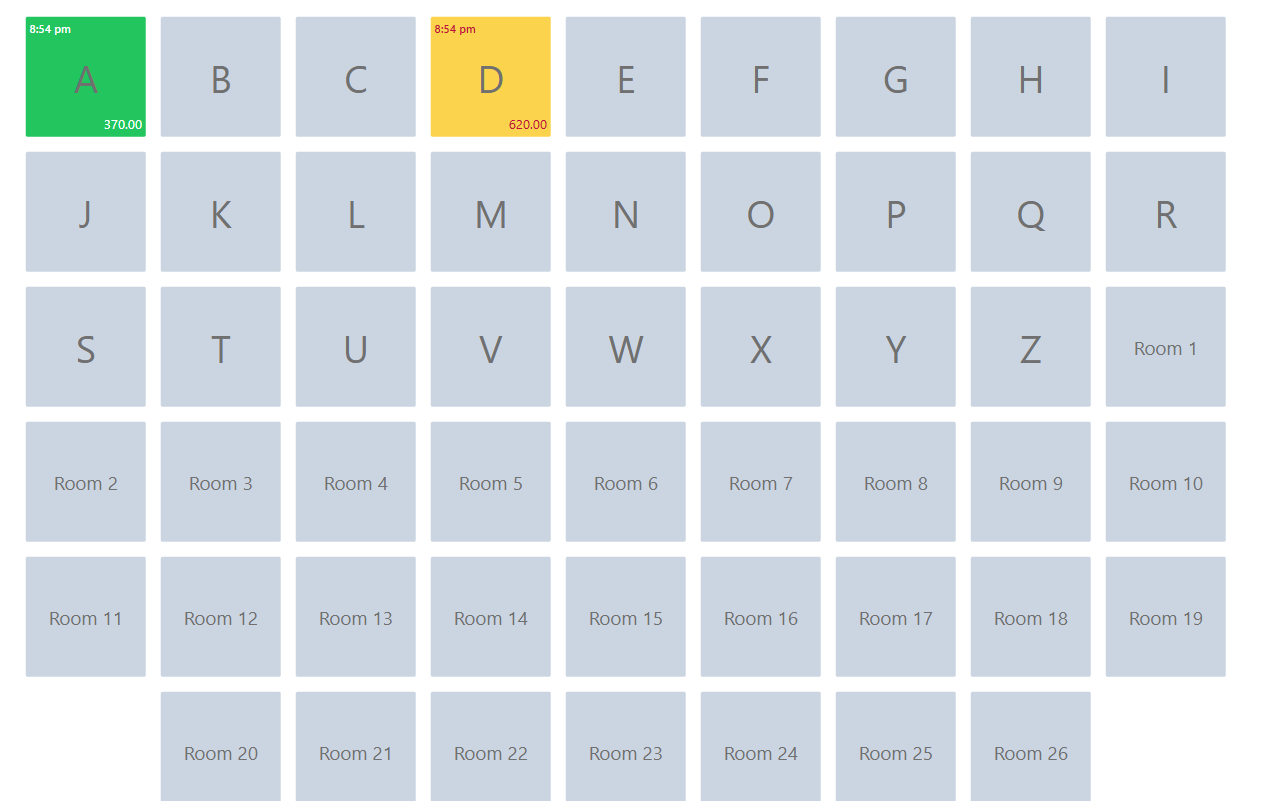 8:54 pm 8:54 pm
A B C D E F G H I
370.00 620.00
J K L M N O P Q R
S T U V W X Y Z Room 1
Room 2 Room 3 Room 4 Room 5 Room 6 Room 7 Room 8 Room 9 Room 10
Room 11 Room 12 Room 13 Room 14 Room 15 Room 16 Room 17 Room 18 Room 19
Room 20 Room 21 Room 22 Room 23 Room 24 Room 25 Room 26